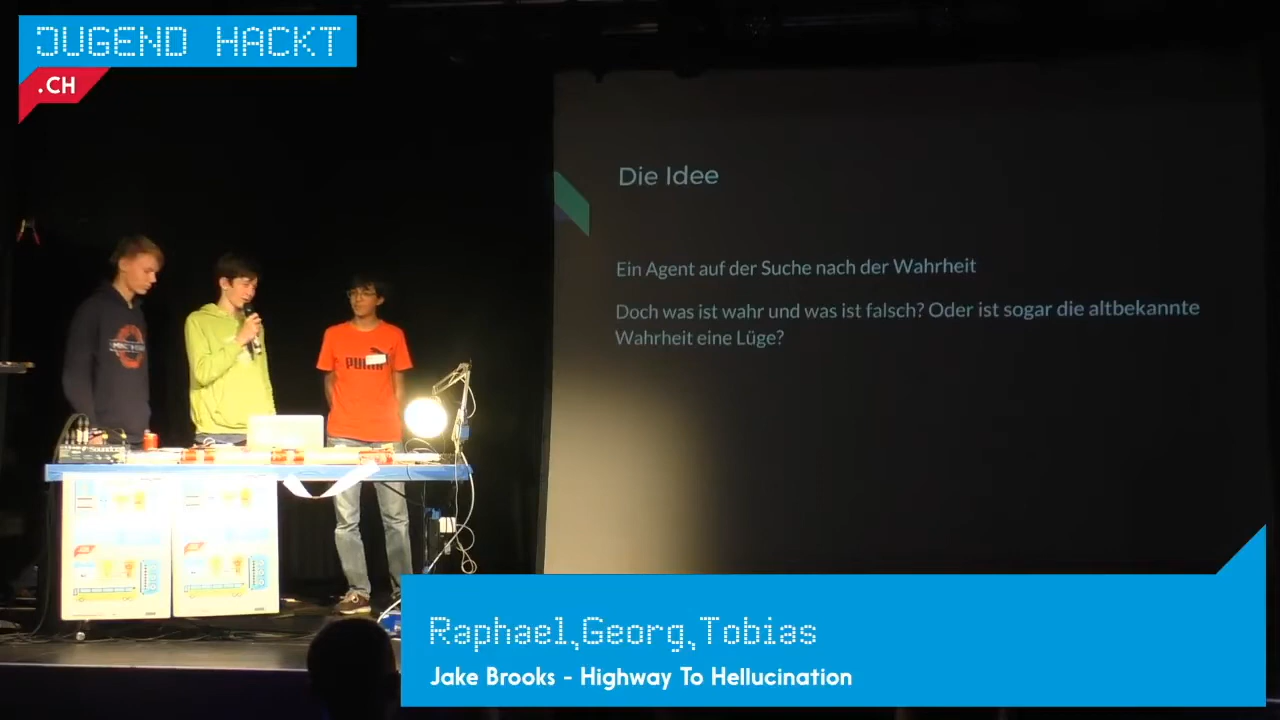 JUGEND HACKT
.CH
Die Idee
Ein Agent auf der Suche nach der Wahrheit
Doch was ist wahr und was ist falsch? Oder ist sogar die altbekannte
Wahrheit eine Lüge?
PUMA
Raphael,Georg,Tobias
Jake Brooks - Highway To Hellucination